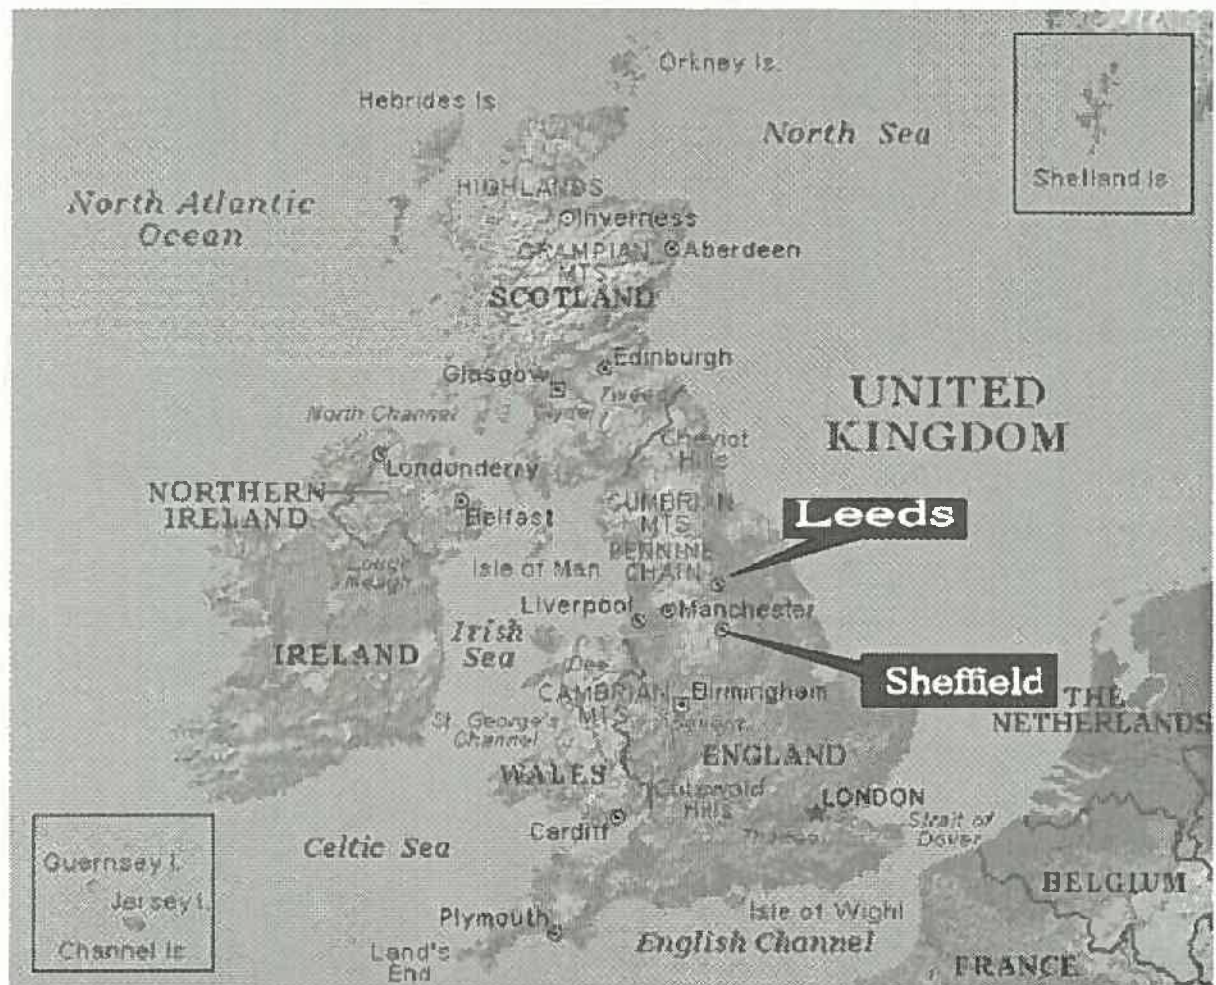 Orkney Is.
Hebrides Is
North Sea
Shetland Is
North Atlantic
Ocean
HIGHLANDS
Inverness
GRAMPIAN
MTS.
Aberdeen
SCOTLAND
Edinburgh
Glasgow
Tweed
Clyde
UNITED
KINGDOM
North Channel
Cheviot
Hills
Londonderry
NORTHERN
IRELAND
Belfast
CUMBRIAN
MTS
Leeds
PENNINE
CHAIN
Isle of Man
Lough
Neagh
Liverpool
Manchester
Irish
Sea
IRELAND
Dee
Sheffield
CAMBRIAN
MTS
Birmingham
THE
NETHERLANDS
St. George's
Channel
ENGLAND
WALES
Cotswold
Hills
LONDON
Thames
Strait of
Dover
Cardiff
Celtic Sea
Guernsey I.
Jersey I.
Channel Is
BELGIUM
Plymouth
Isle of Wight
English Channel
Land's
End
FRANCE